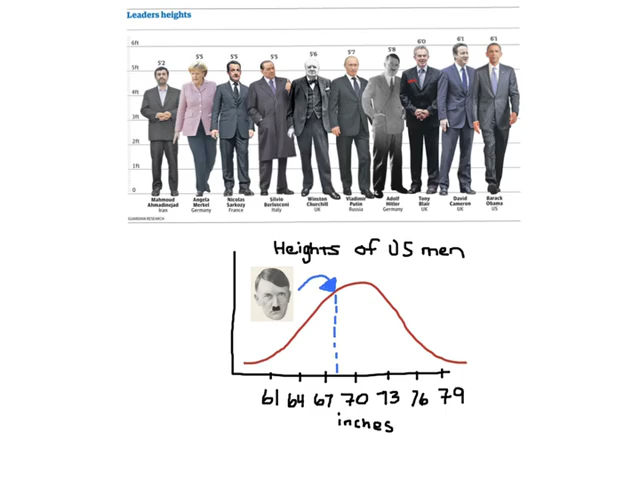 Leaders heights
6ft
5ft
4ft
3ft
2ft
1ft
0
5'2
5'5
5'5
5'5
5'6
5'7
5'8
6'0
6'1
6'1
Mahmoud Ahmadinejad Iran
Angela Merkel Germany
Nicolas Sarkozy France
Silvio Berlusconi Italy
Winston Churchill UK
Vladimir Putin Russia
Adolf Hitler Germany
Tony Blair UK
David Cameron UK
Barack Obama US
GUARDIAN RESEARCH
Heights of US men
61 64 67 70 73 76 79
inches